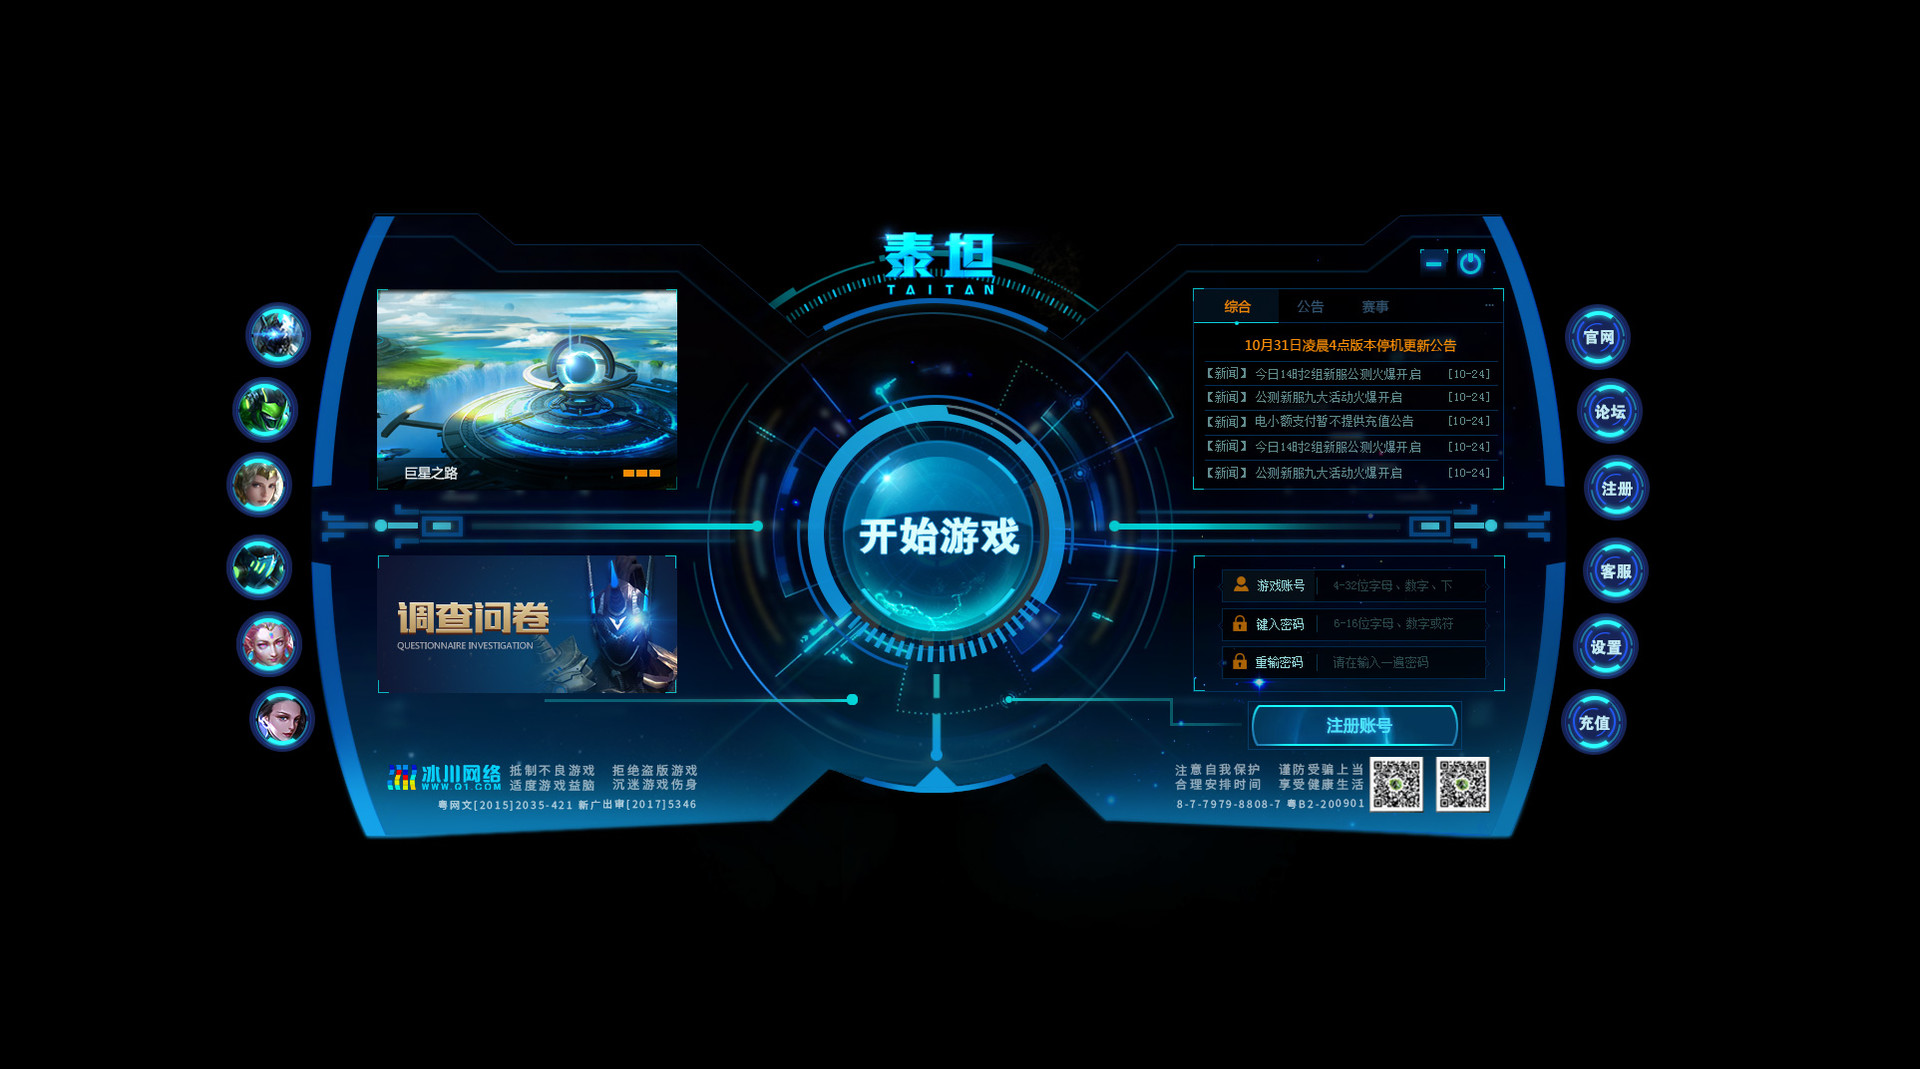 泰坦
TAITAN
综合 公告 赛事 ...
10月31日凌晨4点版本停机更新公告
【新闻】 今日14时2组新服公测火爆开启 [10-24]
【新闻】 公测新服九大活动火爆开启 [10-24]
【新闻】 电小额支付暂不提供充值公告 [10-24]
【新闻】 今日14时2组新服公测火爆开启 [10-24]
【新闻】 公测新服九大活动火爆开启 [10-24]
巨星之路
开始游戏
调查问卷
QUESTIONNAIRE INVESTIGATION
游戏账号 4-32位字母、数字、下
键入密码 6-16位字母、数字或符
重输密码 请在输入一遍密码
注册账号
官网
论坛
注册
客服
设置
充值
冰川网络
WWW.Q1.COM
抵制不良游戏 拒绝盗版游戏
适度游戏益脑 沉迷游戏伤身
粤网文[2015]2035-421 新广出审[2017]5346
注意自我保护 谨防受骗上当
合理安排时间 享受健康生活
8-7-7979-8808-7 粤B2-200901